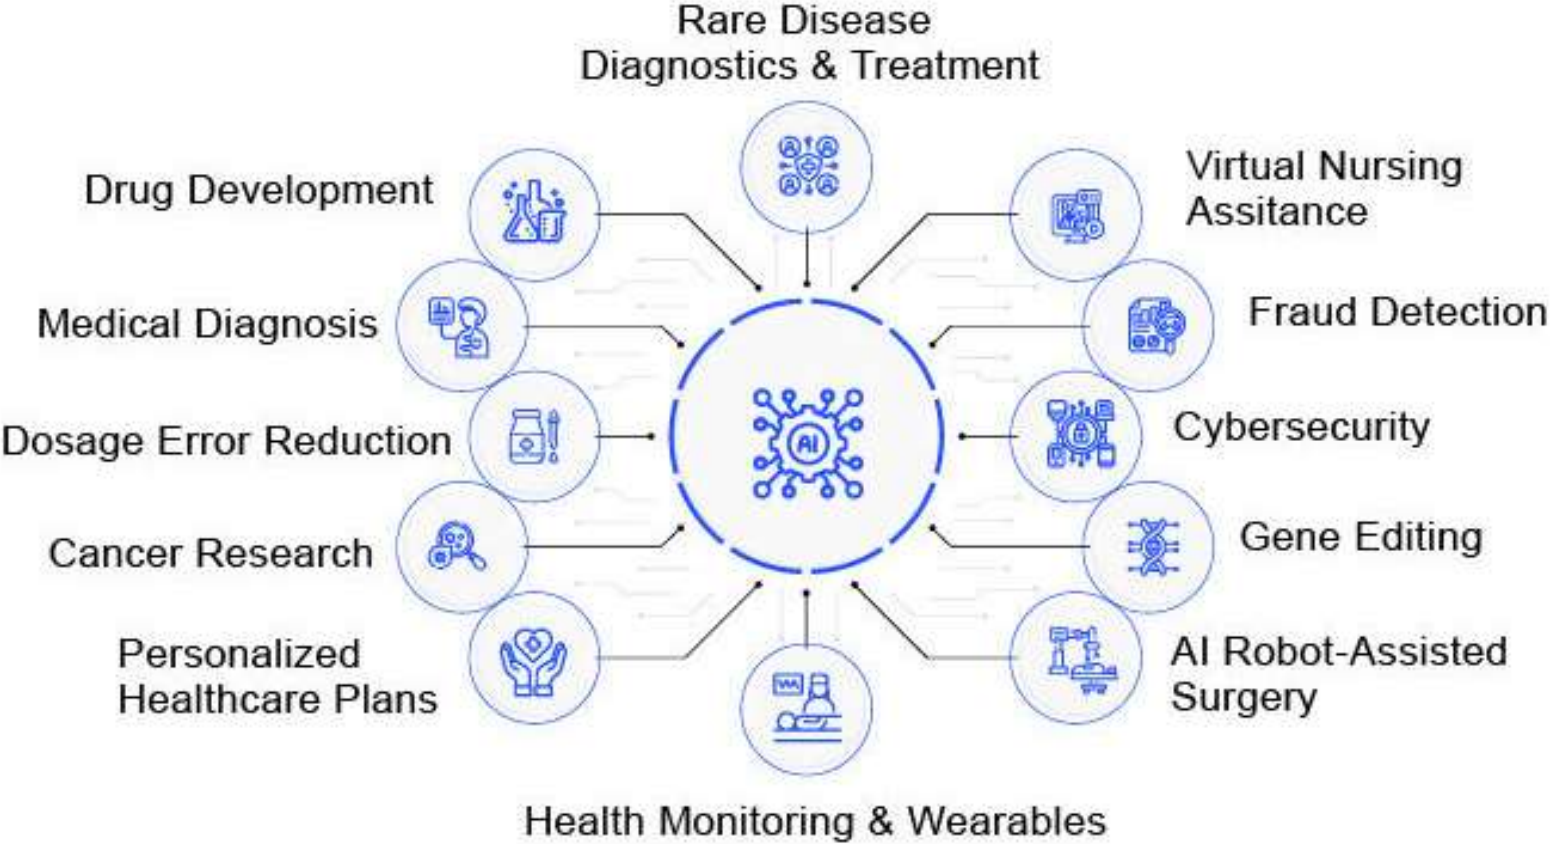 Rare Disease
Diagnostics & Treatment
Drug Development
Virtual Nursing
Assitance
Medical Diagnosis
Fraud Detection
Dosage Error Reduction
AI
Cybersecurity
Cancer Research
Gene Editing
Personalized
Healthcare Plans
AI Robot-Assisted
Surgery
Health Monitoring & Wearables